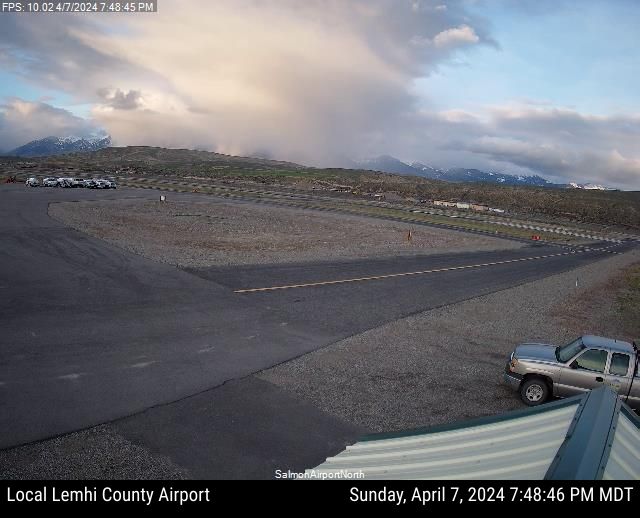 FPS: 10.02 4/7/2024 7:48:45 PM
SalmonAirportNorth
Local Lemhi County Airport
Sunday, April 7, 2024 7:48:46 PM MDT